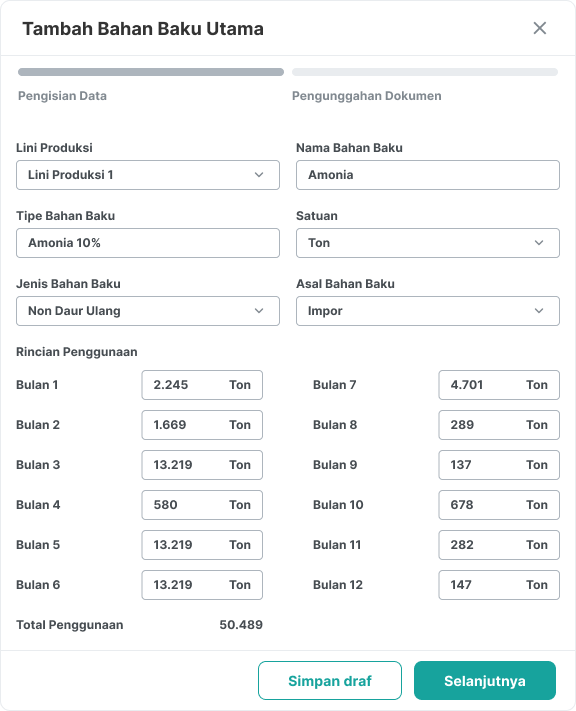 Tambah Bahan Baku Utama
Pengisian Data
Pengunggahan Dokumen
Lini Produksi
Nama Bahan Baku
Lini Produksi 1
Amonia
Tipe Bahan Baku
Satuan
Amonia 10%
Ton
Jenis Bahan Baku
Asal Bahan Baku
Non Daur Ulang
Impor
Rincian Penggunaan
Bulan 1 2.245 Ton
Bulan 7 4.701 Ton
Bulan 2 1.669 Ton
Bulan 8 289 Ton
Bulan 3 13.219 Ton
Bulan 9 137 Ton
Bulan 4 580 Ton
Bulan 10 678 Ton
Bulan 5 13.219 Ton
Bulan 11 282 Ton
Bulan 6 13.219 Ton
Bulan 12 147 Ton
Total Penggunaan 50.489
Simpan draf
Selanjutnya